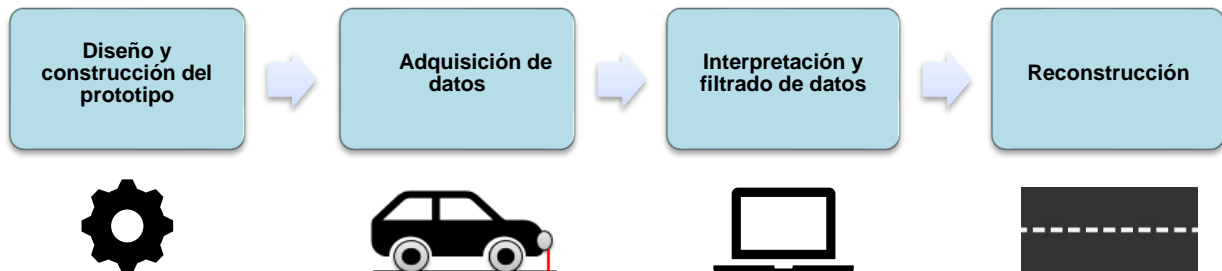 Diseño y
construcción del
prototipo
Adquisición de
datos
Interpretación y
filtrado de datos
Reconstrucción